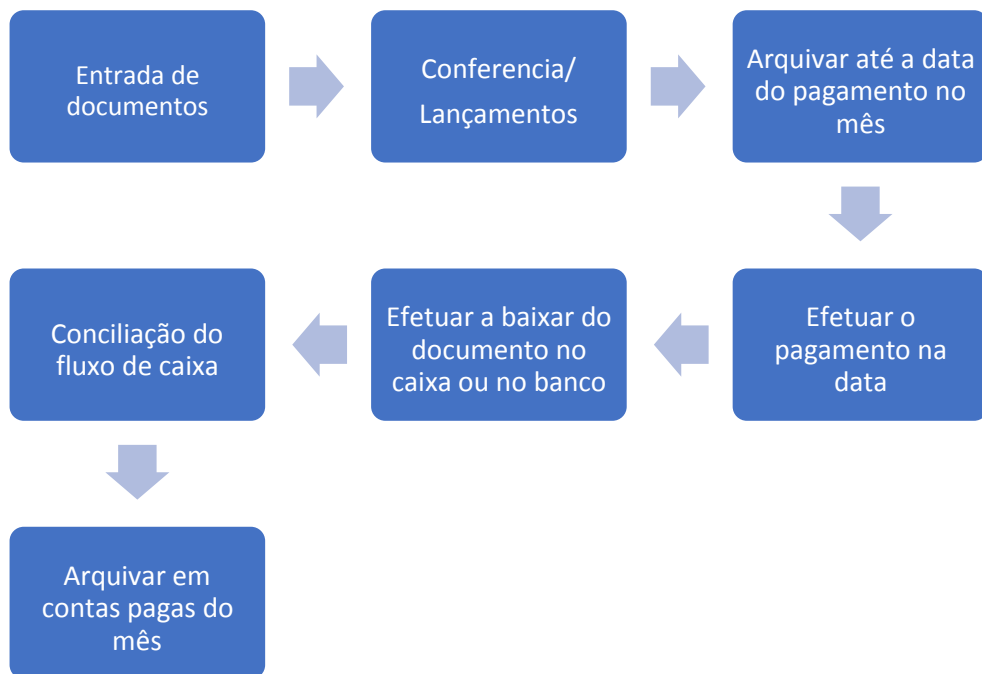 Entrada de
documentos
Conferencia/
Lançamentos
Arquivar até a data
do pagamento no
mês
Efetuar o
pagamento na
data
Efetuar a baixar do
documento no
caixa ou no banco
Conciliação do
fluxo de caixa
Arquivar em
contas pagas do
mês